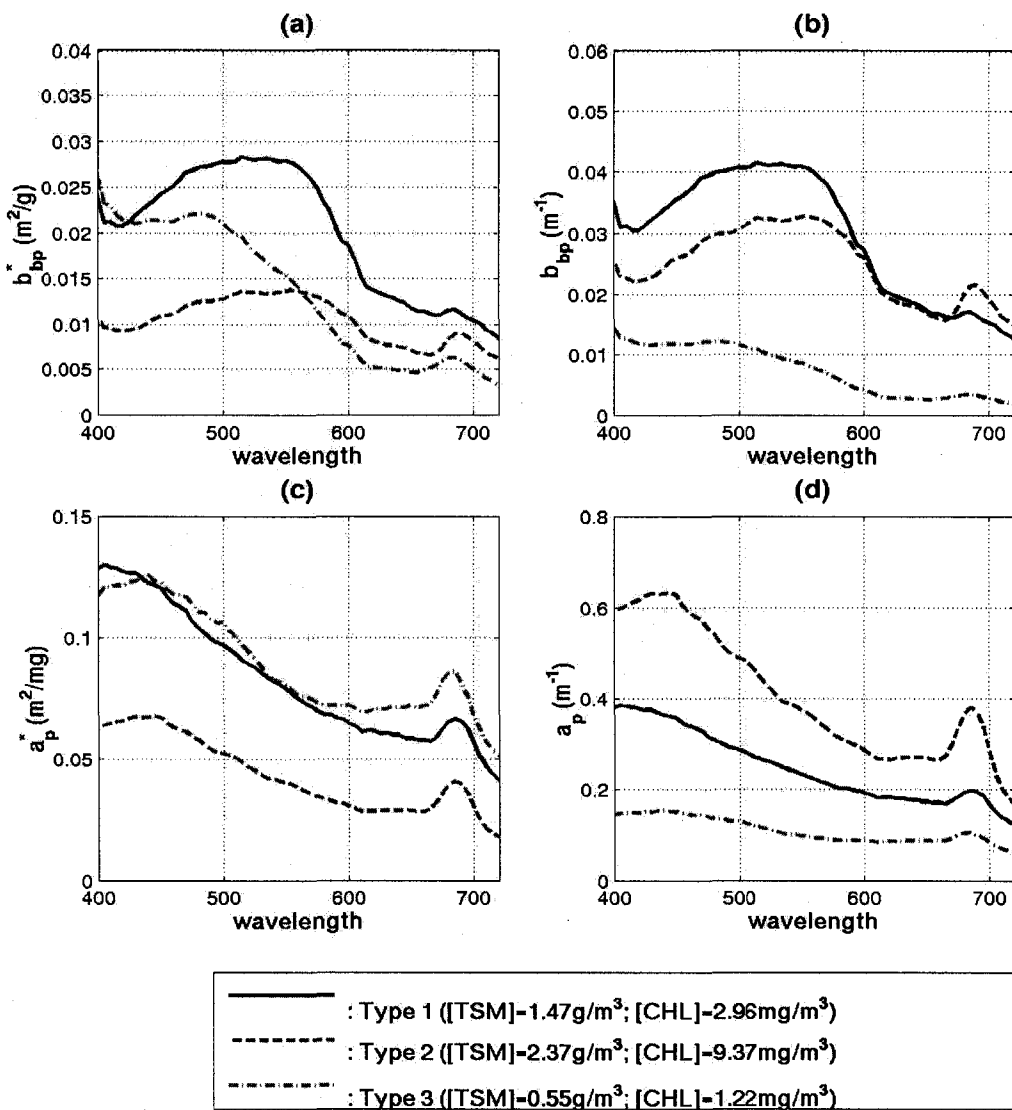 (a)
0.04
0.035
0.03
0.025
0.02
0.015
0.01
0.005
0
b*bp (m²/g)
400 500 600 700
wavelength
(b)
0.06
0.05
0.04
0.03
0.02
0.01
0
bbp (m⁻¹)
400 500 600 700
wavelength
(c)
0.15
0.1
0.05
0
a*p (m²/mg)
400 500 600 700
wavelength
(d)
0.8
0.6
0.4
0.2
0
ap (m⁻¹)
400 500 600 700
wavelength
: Type 1 ([TSM]=1.47g/m³; [CHL]=2.96mg/m³)
: Type 2 ([TSM]=2.37g/m³; [CHL]=9.37mg/m³)
: Type 3 ([TSM]=0.55g/m³; [CHL]=1.22mg/m³)